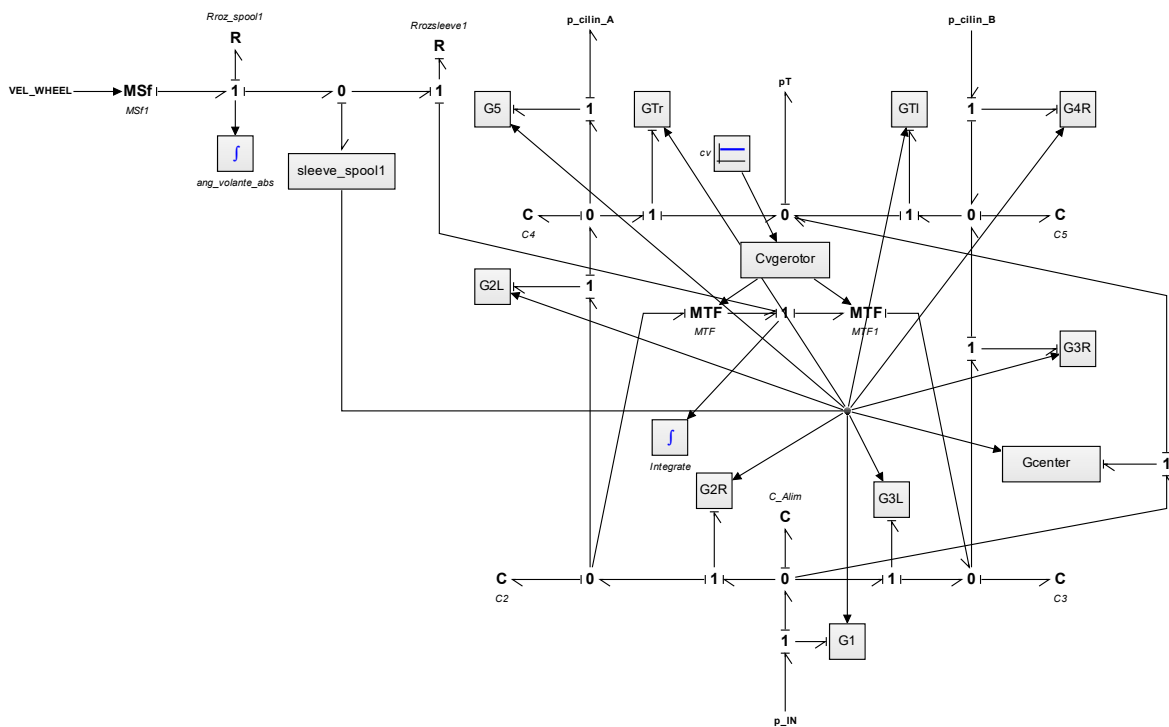 Rroz_spool1
R
Rrozsleeve1
R
p_cilin_A
p_cilin_B
pT
VEL_WHEEL
MSf
MSf1
1
0
1
G5
1
GTr
GTl
1
G4R
∫
ang_volante_abs
sleeve_spool1
cv
C
C4
0
1
0
1
0
C
C5
Cvgerotor
G2L
1
MTF
MTF
1
MTF
MTF1
1
G3R
∫
Integrate
Gcenter
1
G2R
C_Alim
C
G3L
C
C2
0
1
0
1
0
C
C3
1
G1
p_IN